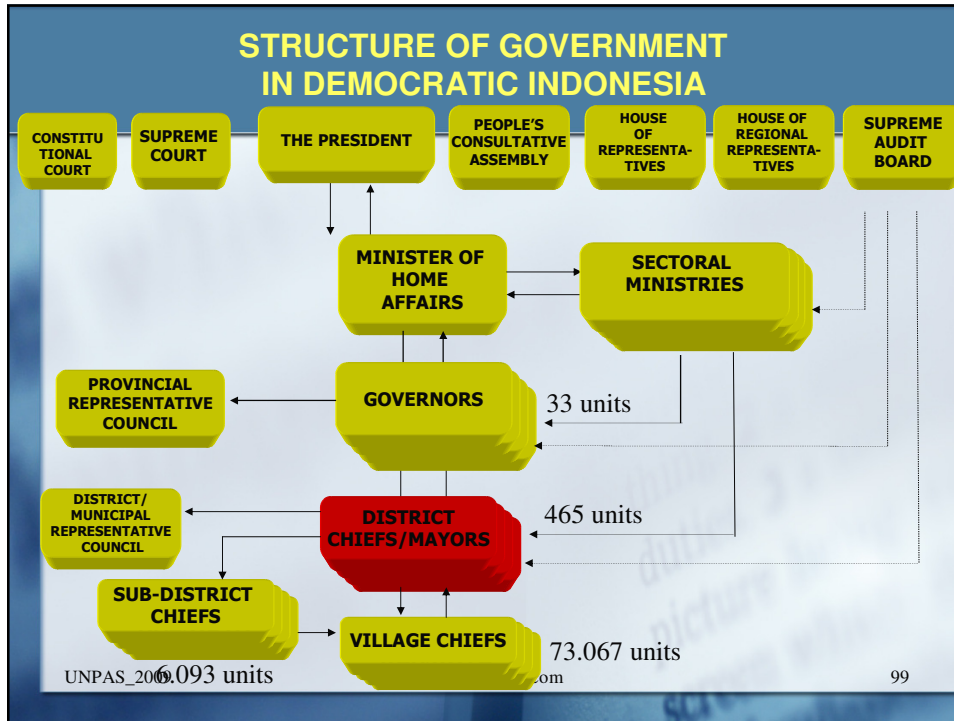 STRUCTURE OF GOVERNMENT
IN DEMOCRATIC INDONESIA
CONSTITU
TIONAL
COURT
SUPREME
COURT
THE PRESIDENT
PEOPLE'S
CONSULTATIVE
ASSEMBLY
HOUSE
OF
REPRESENTA-
TIVES
HOUSE OF
REGIONAL
REPRESENTA-
TIVES
SUPREME
AUDIT
BOARD
MINISTER OF
HOME
AFFAIRS
SECTORAL
MINISTRIES
PROVINCIAL
REPRESENTATIVE
COUNCIL
GOVERNORS
33 units
DISTRICT/
MUNICIPAL
REPRESENTATIVE
COUNCIL
DISTRICT
CHIEFS/MAYORS
465 units
SUB-DISTRICT
CHIEFS
6.093 units
VILLAGE CHIEFS
73.067 units
UNPAS_2009
com
99